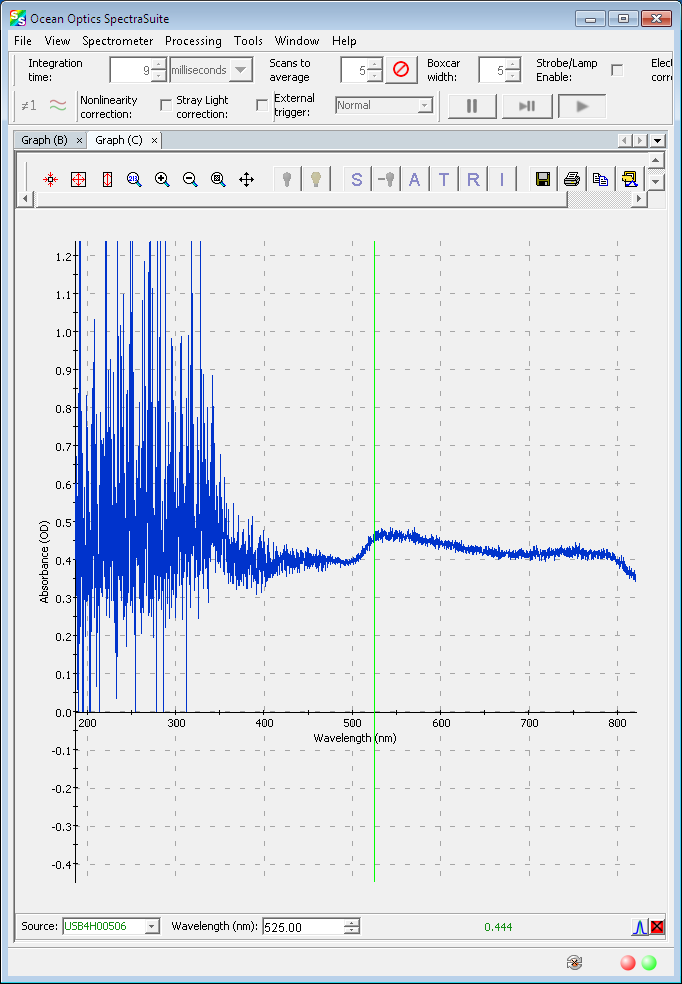 Ocean Optics SpectraSuite
File View Spectrometer Processing Tools Window Help
Integration time: 9 milliseconds Scans to average 5 Boxcar width: 5 Strobe/Lamp Enable: Elect corre
≠1 Nonlinearity correction: Stray Light correction: External trigger: Normal
Graph (B) × Graph (C) ×
213 S A T R I
1.2
1.1
1.0
0.9
0.8
0.7
0.6
0.5
0.4
0.3
0.2
0.1
0.0
-0.1
-0.2
-0.3
-0.4
Absorbance (OD)
200 300 400 500 600 700 800
Wavelength (nm)
Source: USB4H00506 Wavelength (nm): 525.00 0.444